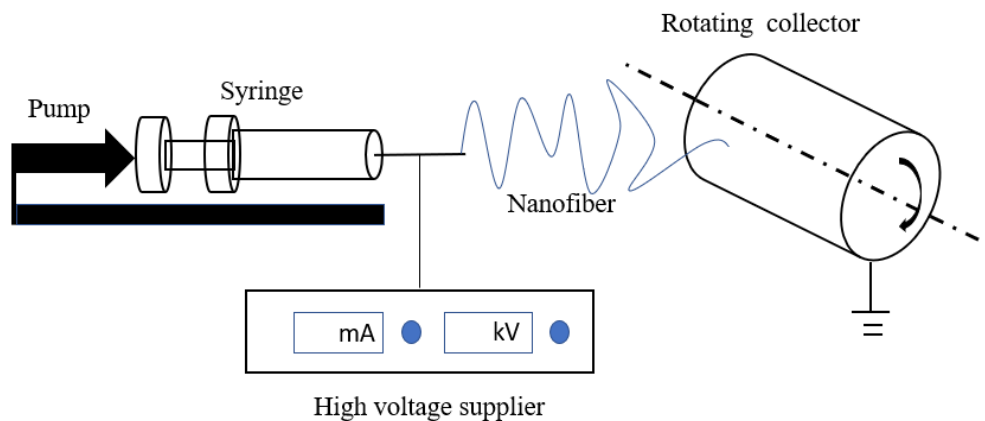 Rotating collector
Syringe
Pump
Nanofiber
mA
kV
High voltage supplier